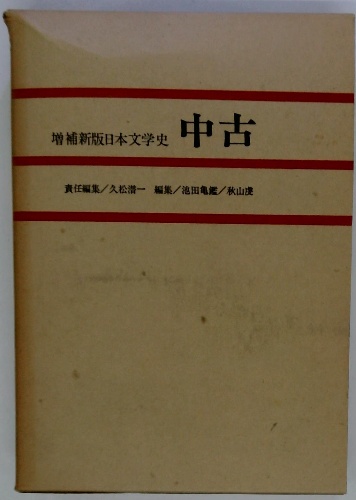 増補新版日本文学史 中古
責任編集／久松潜一 編集／池田亀鑑／秋山虔